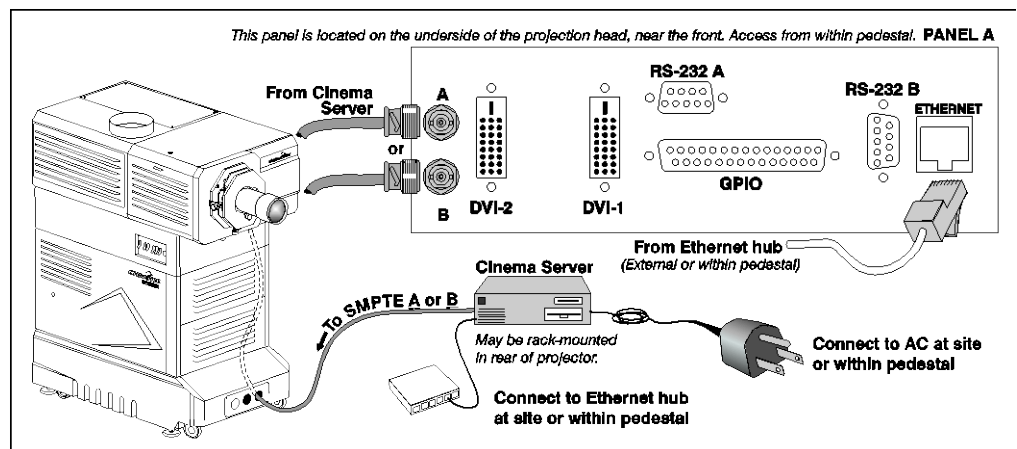 This panel is located on the underside of the projection head, near the front. Access from within pedestal. PANEL A
RS-232 A
RS-232 B
From Cinema
Server
A
ETHERNET
or
GPIO
B
DVI-2
DVI-1
From Ethernet hub
(External or within pedestal)
Cinema Server
To SMPTE A or B
May be rack-mounted
in rear of projector.
Connect to AC at site
or within pedestal
Connect to Ethernet hub
at site or within pedestal